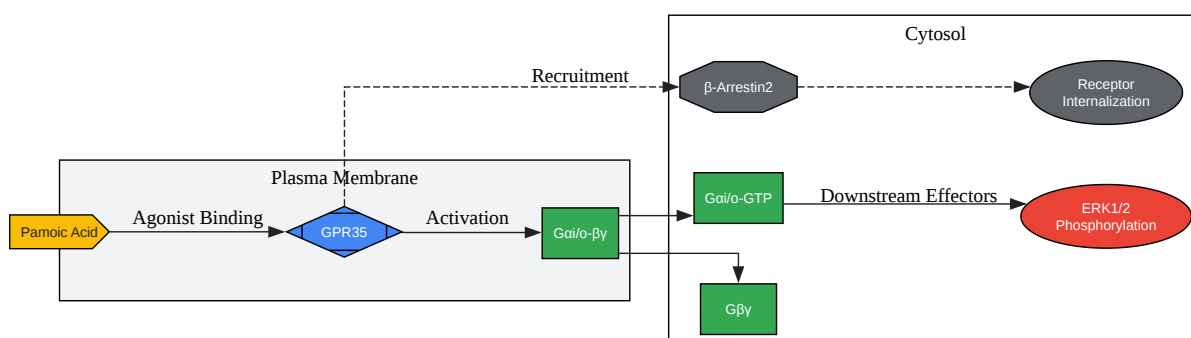 Cytosol
Recruitment
β-Arrestin2
Receptor
Internalization
Plasma Membrane
Pamoic Acid
Agonist Binding
GPR35
Activation
Gαi/o-βγ
Gαi/o-GTP
Downstream Effectors
ERK1/2
Phosphorylation
Gβγ